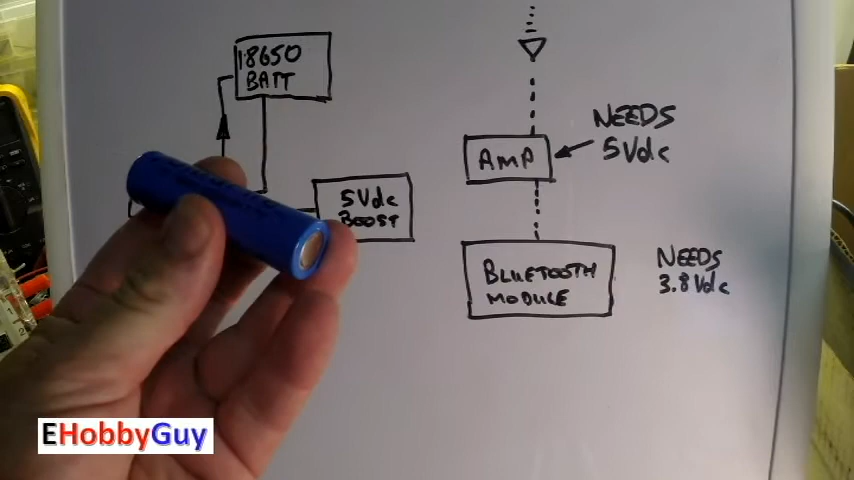 18650
BATT
5Vdc
BOOST
AMP
NEEDS
5Vdc
BLUETOOTH
MODULE
NEEDS
3.8Vdc
EHobbyGuy